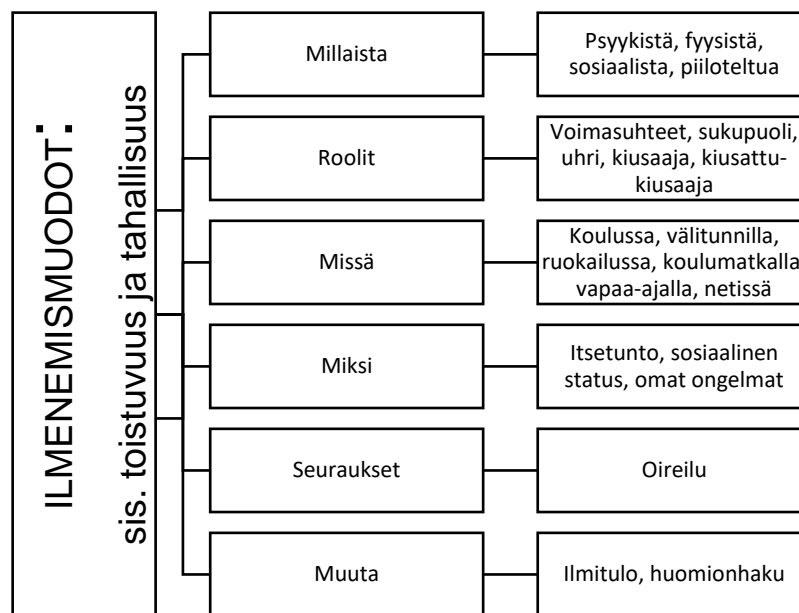 ILMENEMISMUODOT:
sis. toistuvuus ja tahallisuus
Millaista
Psyykistä, fyysistä,
sosiaalista, piiloteltua
Roolit
Voimasuhteet, sukupuoli,
uhri, kiusaaja, kiusattu-
kiusaaja
Missä
Koulussa, välitunnilla,
ruokailussa, koulumatkalla
vapaa-ajalla, netissä
Miksi
Itsetunto, sosiaalinen
status, omat ongelmat
Seuraukset
Oireilu
Muuta
Ilmitulo, huomionhaku